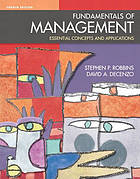 FUNDAMENTALS OF
MANAGEMENT
ESSENTIAL CONCEPTS AND APPLICATIONS
STEPHEN P. ROBBINS
DAVID A. DECENZO